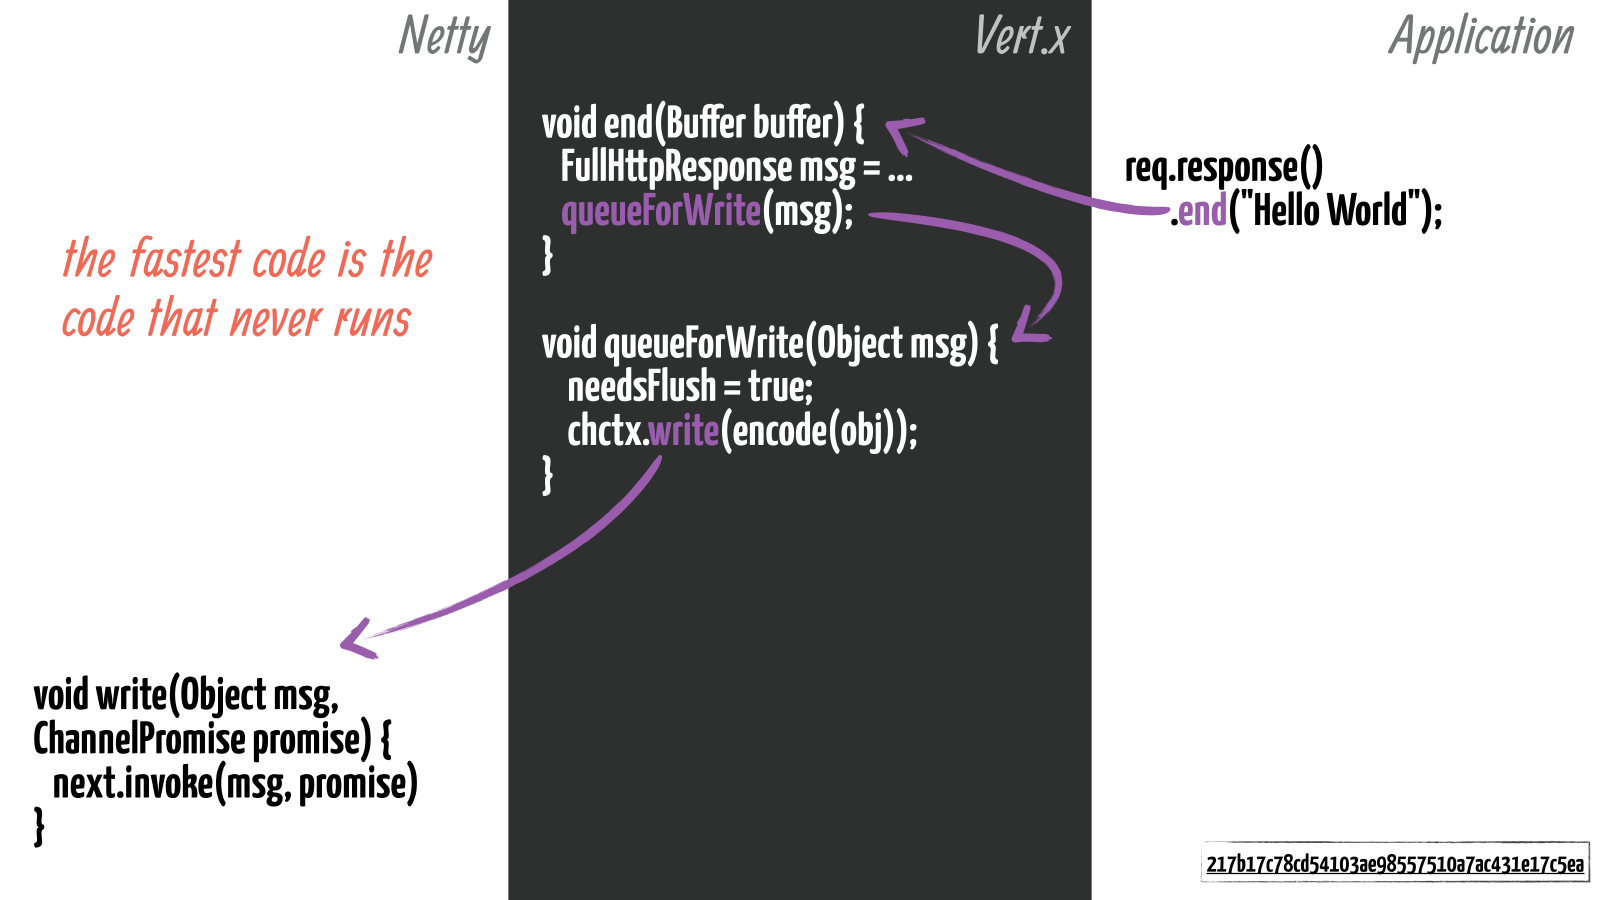 Netty
Vert.x
Application
void end(Buffer buffer) {
FullHttpResponse msg = ...
queueForWrite(msg);
}
req.response()
.end("Hello World");
the fastest code is the
code that never runs
void queueForWrite(Object msg) {
needsFlush = true;
chctx.write(encode(obj));
}
void write(Object msg,
ChannelPromise promise) {
next.invoke(msg, promise)
}
217b17c78cd54103ae98557510a7ac431e17c5ea